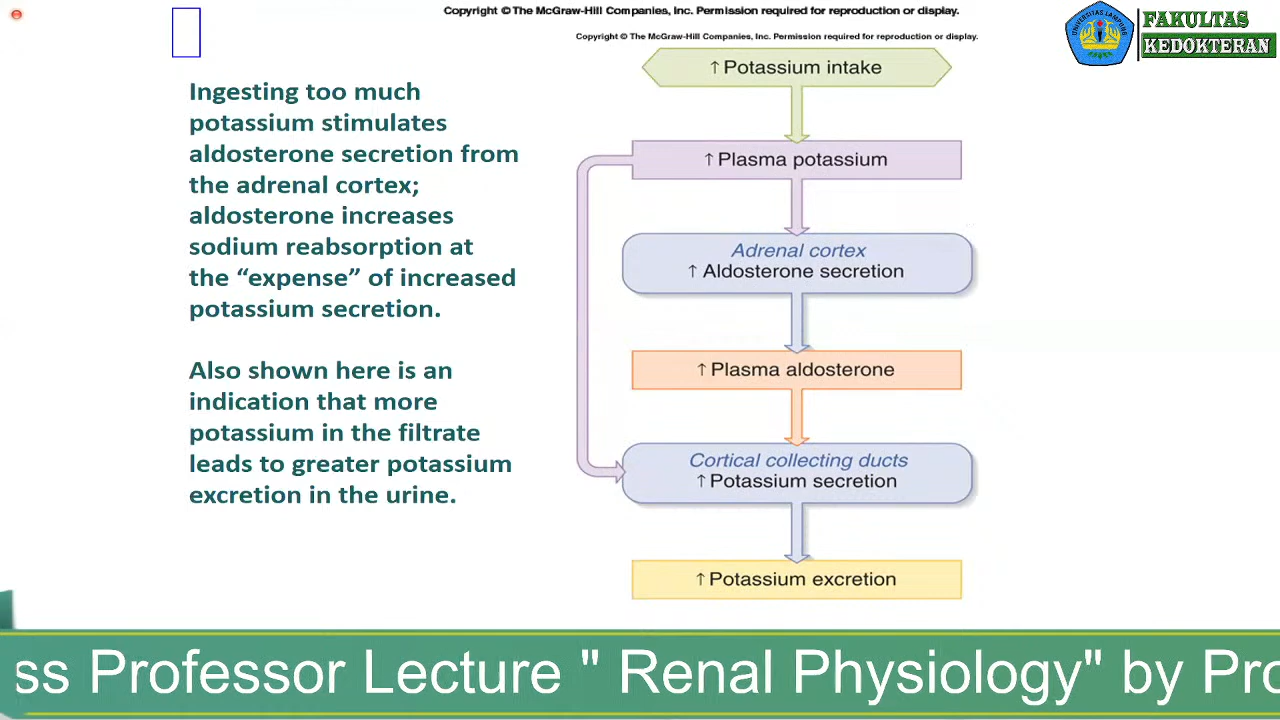 Copyright © The McGraw-Hill Companies, Inc. Permission required for reproduction or display.
Copyright © The McGraw-Hill Companies, Inc. Permission required for reproduction or display.
UNIVERSITAS LAMPUNG
FAKULTAS
KEDOKTERAN
Ingesting too much
potassium stimulates
aldosterone secretion from
the adrenal cortex;
aldosterone increases
sodium reabsorption at
the “expense” of increased
potassium secretion.
Also shown here is an
indication that more
potassium in the filtrate
leads to greater potassium
excretion in the urine.
↑ Potassium intake
↑ Plasma potassium
Adrenal cortex
↑ Aldosterone secretion
↑ Plasma aldosterone
Cortical collecting ducts
↑ Potassium secretion
↑ Potassium excretion
ss Professor Lecture " Renal Physiology" by Pro